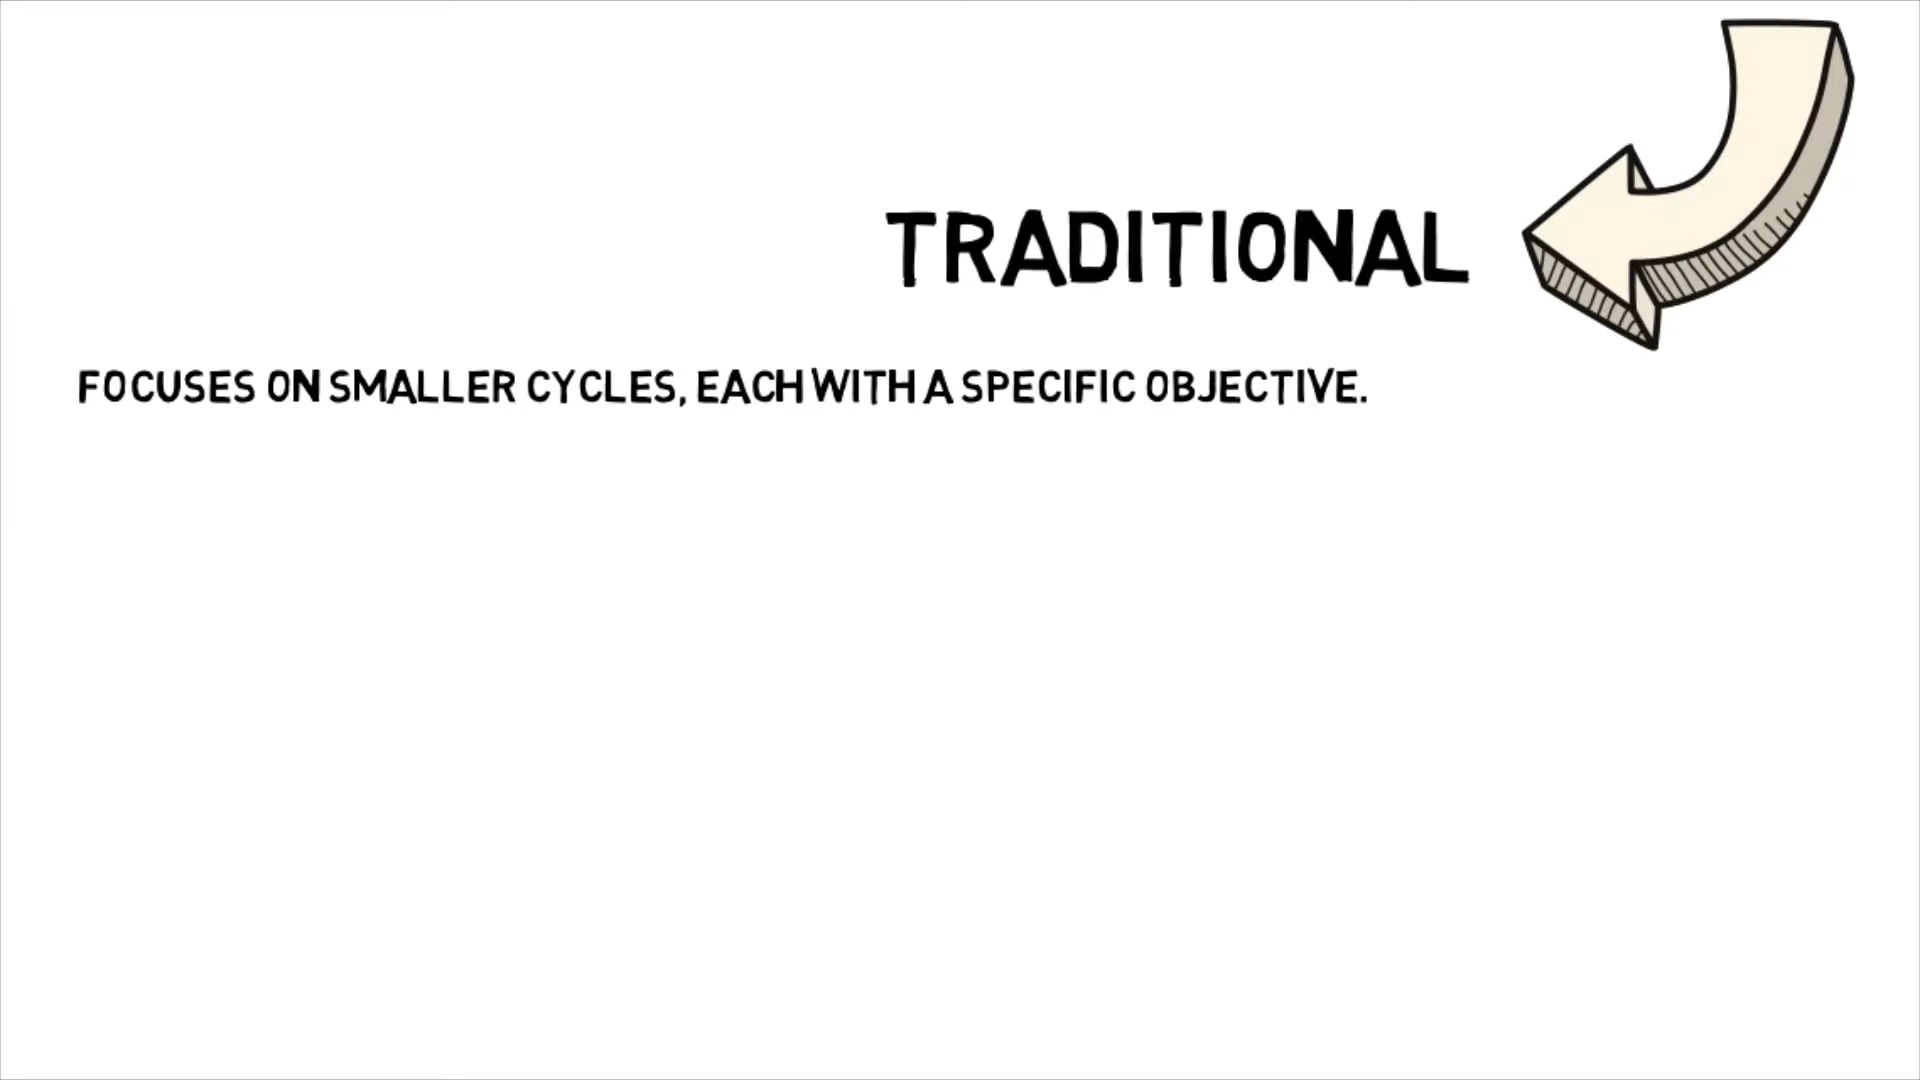 TRADITIONAL
FOCUSES ON SMALLER CYCLES, EACH WITH A SPECIFIC OBJECTIVE.